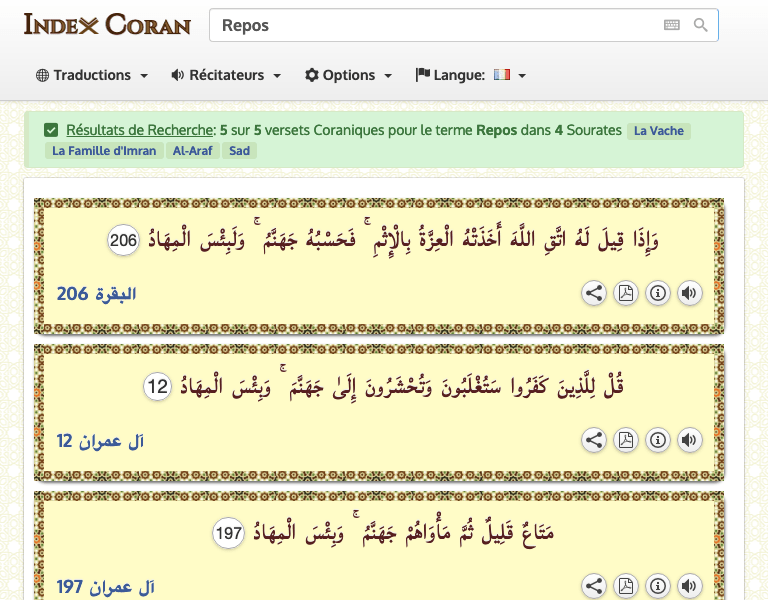 INDEX CORAN
Repos
Traductions
Récitateurs
Options
Langue:
Résultats de Recherche: 5 sur 5 versets Coraniques pour le terme Repos dans 4 Sourates La Vache
La Famille d'Imran Al-Araf Sad
وَإِذَا قِيلَ لَهُ اتَّقِ اللَّهَ أَخَذَتْهُ الْعِزَّةُ بِالْإِثْمِ ۚ فَحَسْبُهُ جَهَنَّمُ ۚ وَلَبِئْسَ الْمِهَادُ 206
البقرة 206
قُلْ لِلَّذِينَ كَفَرُوا سَتُغْلَبُونَ وَتُحْشَرُونَ إِلَىٰ جَهَنَّمَ ۚ وَبِئْسَ الْمِهَادُ 12
آل عمران 12
مَتَاعٌ قَلِيلٌ ثُمَّ مَأْوَاهُمْ جَهَنَّمُ ۚ وَبِئْسَ الْمِهَادُ 197
آل عمران 197